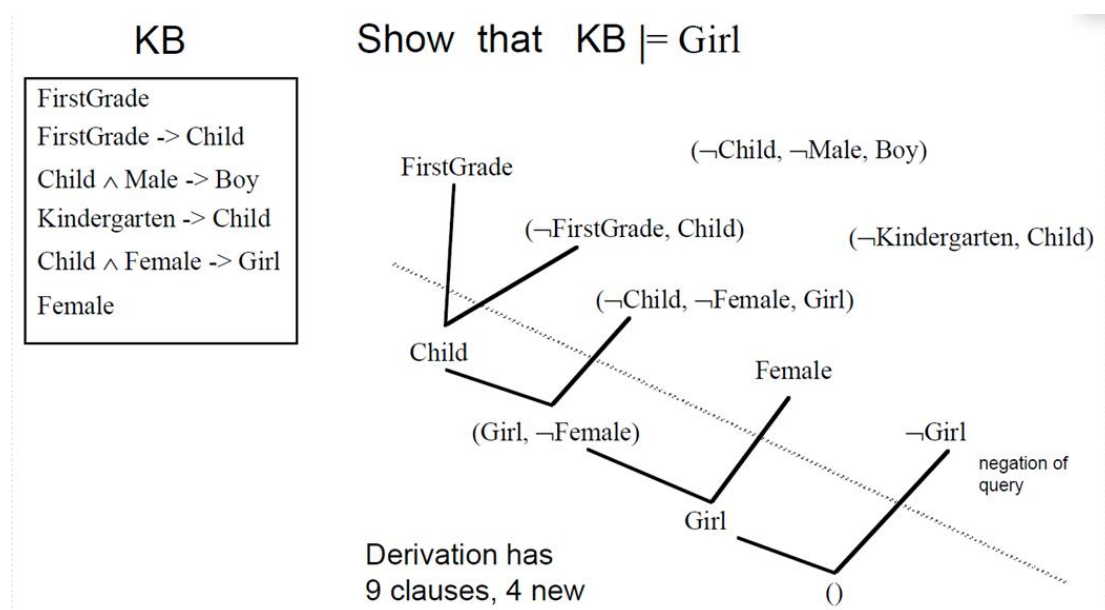 KB
Show that KB |= Girl
FirstGrade
FirstGrade -> Child
Child ∧ Male -> Boy
Kindergarten -> Child
Child ∧ Female -> Girl
Female
FirstGrade
(¬Child, ¬Male, Boy)
(¬FirstGrade, Child)
(¬Kindergarten, Child)
(¬Child, ¬Female, Girl)
Child
Female
(Girl, ¬Female)
¬Girl
negation of
query
Girl
Derivation has
9 clauses, 4 new
()